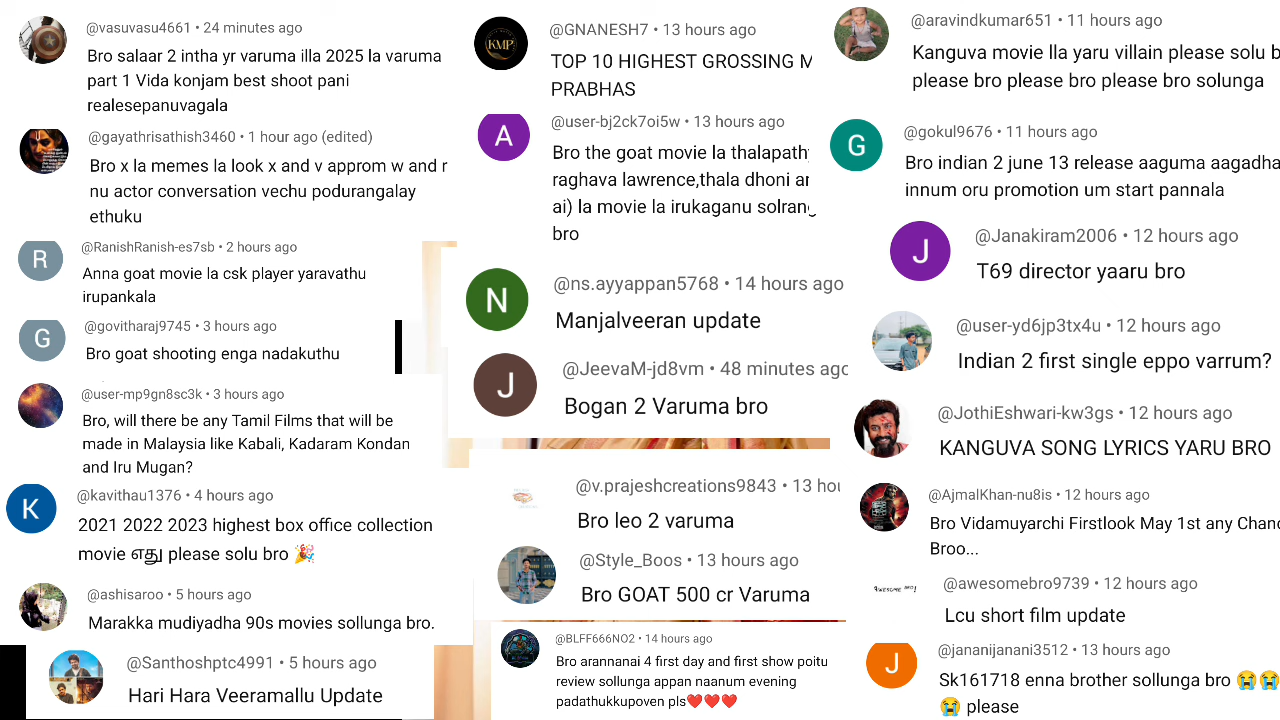 @vasuvasu4661 • 24 minutes ago
Bro salaar 2 intha yr varuma illa 2025 la varuma
part 1 Vida konjam best shoot pani
realesepanuvagala
@gayathrisathish3460 • 1 hour ago (edited)
Bro x la memes la look x and v approm w and r
nu actor conversation vechu podurangalay
ethuku
R
@RanishRanish-es7sb • 2 hours ago
Anna goat movie la csk player yaravathu
irupankala
G
@govitharaj9745 • 3 hours ago
Bro goat shooting enga nadakuthu
@user-mp9gn8sc3k • 3 hours ago
Bro, will there be any Tamil Films that will be
made in Malaysia like Kabali, Kadaram Kondan
and Iru Mugan?
K
@kavithau1376 • 4 hours ago
2021 2022 2023 highest box office collection
movie எது please solu bro 🎉
@ashisaroo • 5 hours ago
Marakka mudiyadha 90s movies sollunga bro.
@Santhoshptc4991 • 5 hours ago
Hari Hara Veeramallu Update
KMP
@GNANESH7 • 13 hours ago
TOP 10 HIGHEST GROSSING M
PRABHAS
A
@user-bj2ck7oi5w • 13 hours ago
Bro the goat movie la thalapathy
raghava lawrence,thala dhoni ar
ai) la movie la irukaganu solrang
bro
N
@ns.ayyappan5768 • 14 hours ago
Manjalveeran update
J
@JeevaM-jd8vm • 48 minutes ago
Bogan 2 Varuma bro
@v.prajeshcreations9843 • 13 hou
Bro leo 2 varuma
@Style_Boos • 13 hours ago
Bro GOAT 500 cr Varuma
@BLFF666NO2 • 14 hours ago
Bro arannanai 4 first day and first show poitu
review sollunga appan naanum evening
padathukkupoven pls❤️❤️❤️
@aravindkumar651 • 11 hours ago
Kanguva movie lla yaru villain please solu b
please bro please bro please bro solunga
G
@gokul9676 • 11 hours ago
Bro indian 2 june 13 release aaguma aagadha
innum oru promotion um start pannala
J
@Janakiram2006 • 12 hours ago
T69 director yaaru bro
@user-yd6jp3tx4u • 12 hours ago
Indian 2 first single eppo varrum?
@JothiEshwari-kw3gs • 12 hours ago
KANGUVA SONG LYRICS YARU BRO
@AjmalKhan-nu8is • 12 hours ago
Bro Vidamuyarchi Firstlook May 1st any Chanc
Broo...
AWESOME BRO!
@awesomebro9739 • 12 hours ago
Lcu short film update
J
@jananijanani3512 • 13 hours ago
Sk161718 enna brother sollunga bro 😭😭
😭 please